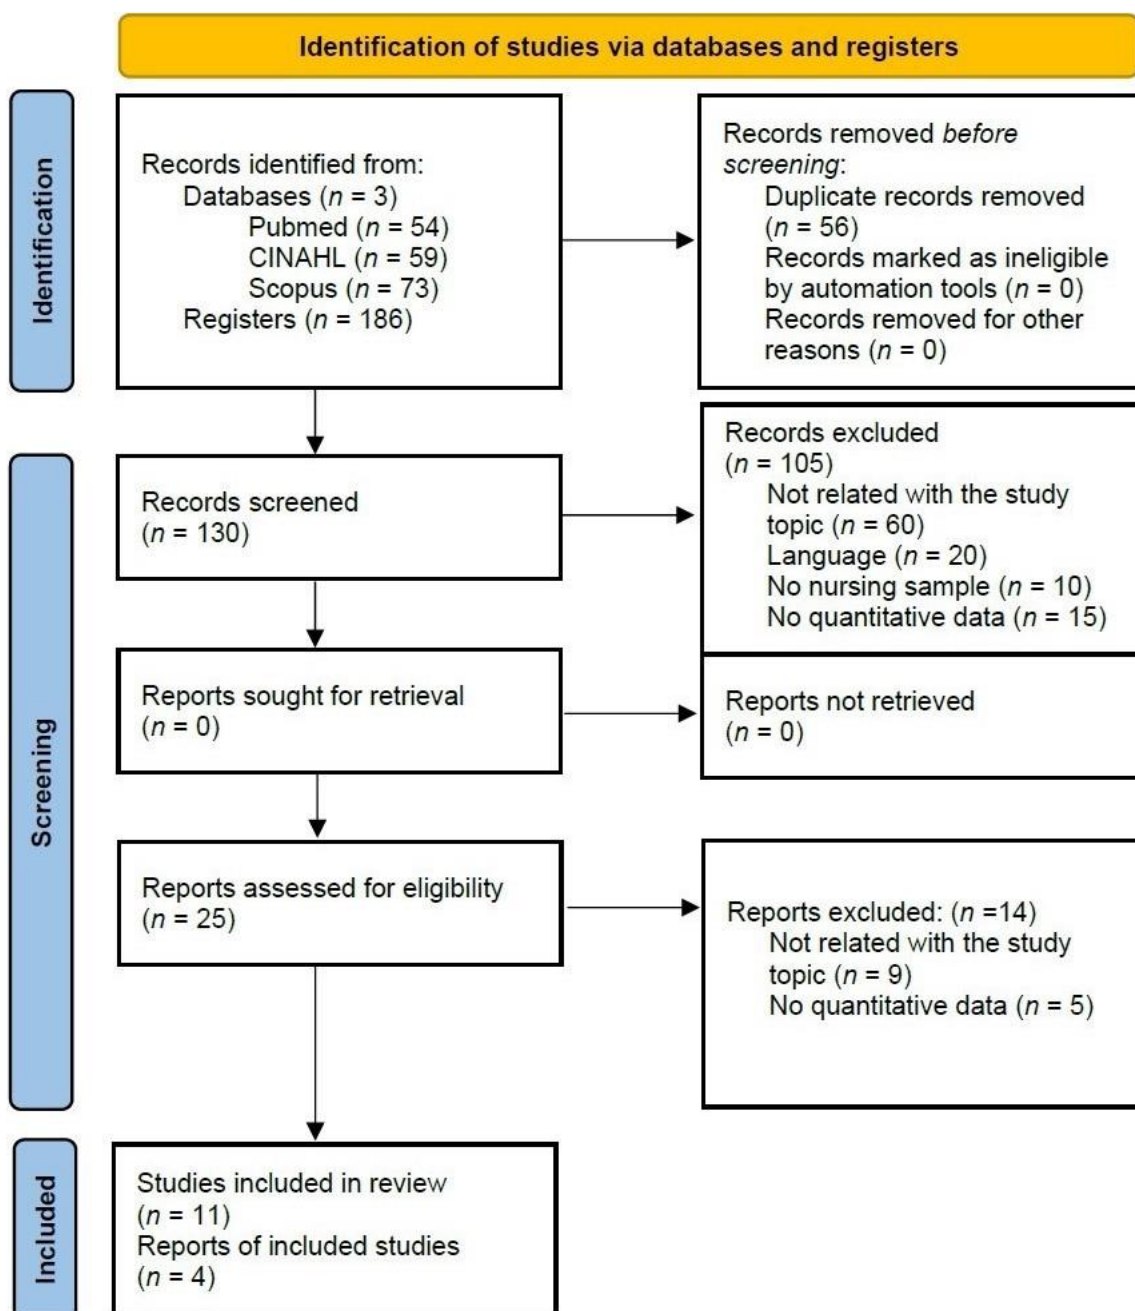 Identification of studies via databases and registers
Identification
Records identified from:
Databases (n = 3)
Pubmed (n = 54)
CINAHL (n = 59)
Scopus (n = 73)
Registers (n = 186)
Records removed before
screening:
Duplicate records removed
(n = 56)
Records marked as ineligible
by automation tools (n = 0)
Records removed for other
reasons (n = 0)
Screening
Records screened
(n = 130)
Records excluded
(n = 105)
Not related with the study
topic (n = 60)
Language (n = 20)
No nursing sample (n = 10)
No quantitative data (n = 15)
Reports sought for retrieval
(n = 0)
Reports not retrieved
(n = 0)
Reports assessed for eligibility
(n = 25)
Reports excluded: (n =14)
Not related with the study
topic (n = 9)
No quantitative data (n = 5)
Included
Studies included in review
(n = 11)
Reports of included studies
(n = 4)